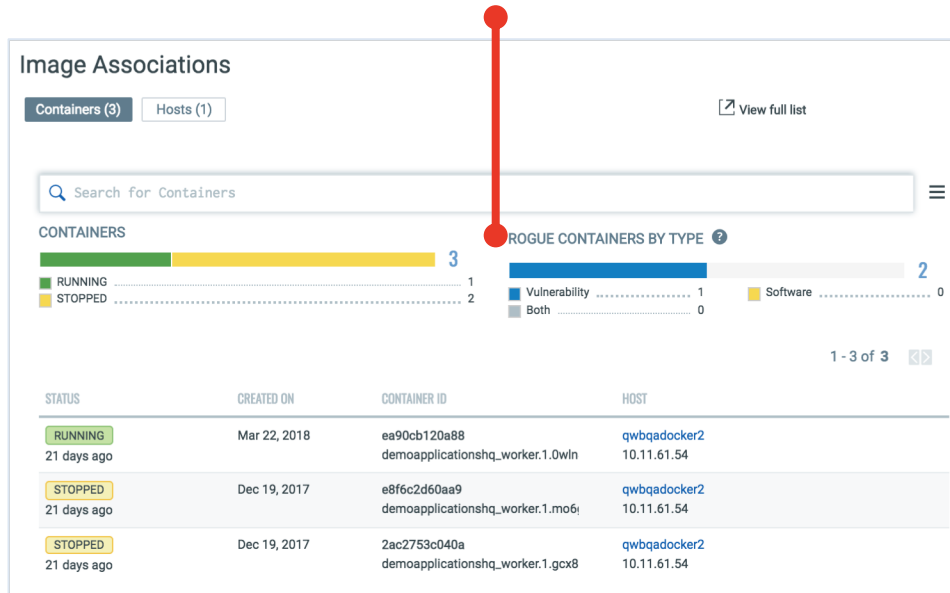 Image Associations
Containers (3)
Hosts (1)
View full list
Search for Containers
CONTAINERS
3
RUNNING 1
STOPPED 2
ROGUE CONTAINERS BY TYPE ?
2
Vulnerability 1
Software 0
Both 0
1 - 3 of 3
STATUS CREATED ON CONTAINER ID HOST
RUNNING Mar 22, 2018 ea90cb120a88 qwbqadocker2
21 days ago demoapplicationshq_worker.1.0wln 10.11.61.54
STOPPED Dec 19, 2017 e8f6c2d60aa9 qwbqadocker2
21 days ago demoapplicationshq_worker.1.mo6 10.11.61.54
STOPPED Dec 19, 2017 2ac2753c040a qwbqadocker2
21 days ago demoapplicationshq_worker.1.gcx8 10.11.61.54